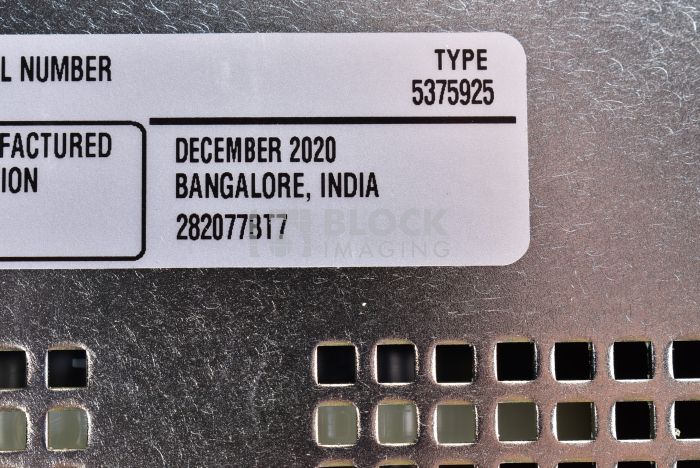 L NUMBER
TYPE
5375925
FACTURED
ION
DECEMBER 2020
BANGALORE, INDIA
282077BT7
BLOCK
IMAGING